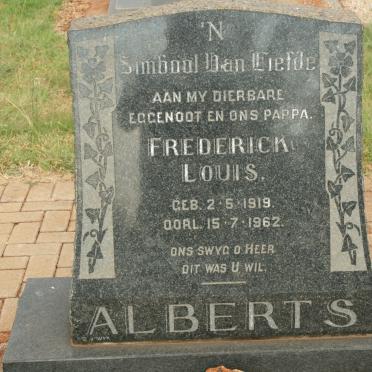 'N
Simbool Van Liefde
AAN MY DIERBARE
EGGENOOT EN ONS PAPPA.
FREDERICK
LOUIS.
GEB. 2-5-1919.
OORL. 15-7-1962.
ONS SWYG O HEER
DIT WAS U WIL.
ALBERTS